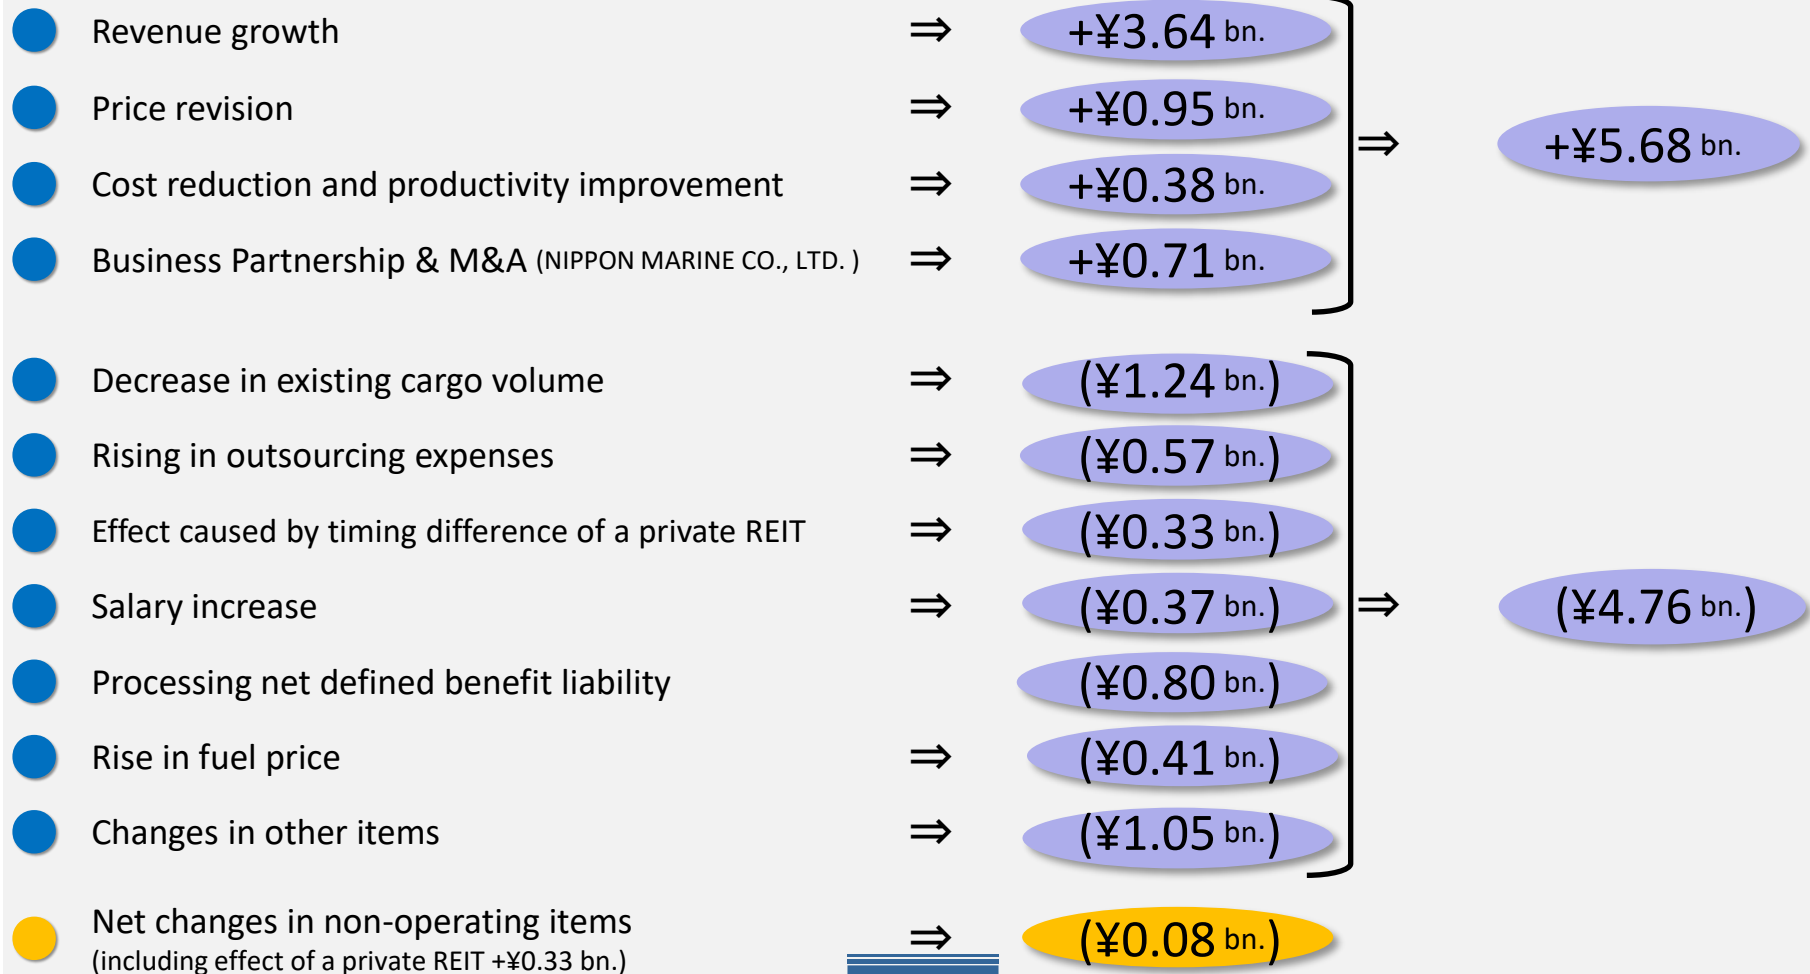 Revenue growth ⇒ +¥3.64 bn.
Price revision ⇒ +¥0.95 bn.
⇒ +¥5.68 bn.
Cost reduction and productivity improvement ⇒ +¥0.38 bn.
Business Partnership & M&A (NIPPON MARINE CO., LTD. ) ⇒ +¥0.71 bn.
Decrease in existing cargo volume ⇒ (¥1.24 bn.)
Rising in outsourcing expenses ⇒ (¥0.57 bn.)
Effect caused by timing difference of a private REIT ⇒ (¥0.33 bn.)
Salary increase ⇒ (¥0.37 bn.) ⇒ (¥4.76 bn.)
Processing net defined benefit liability (¥0.80 bn.)
Rise in fuel price ⇒ (¥0.41 bn.)
Changes in other items ⇒ (¥1.05 bn.)
Net changes in non-operating items ⇒ (¥0.08 bn.)
(including effect of a private REIT +¥0.33 bn.)